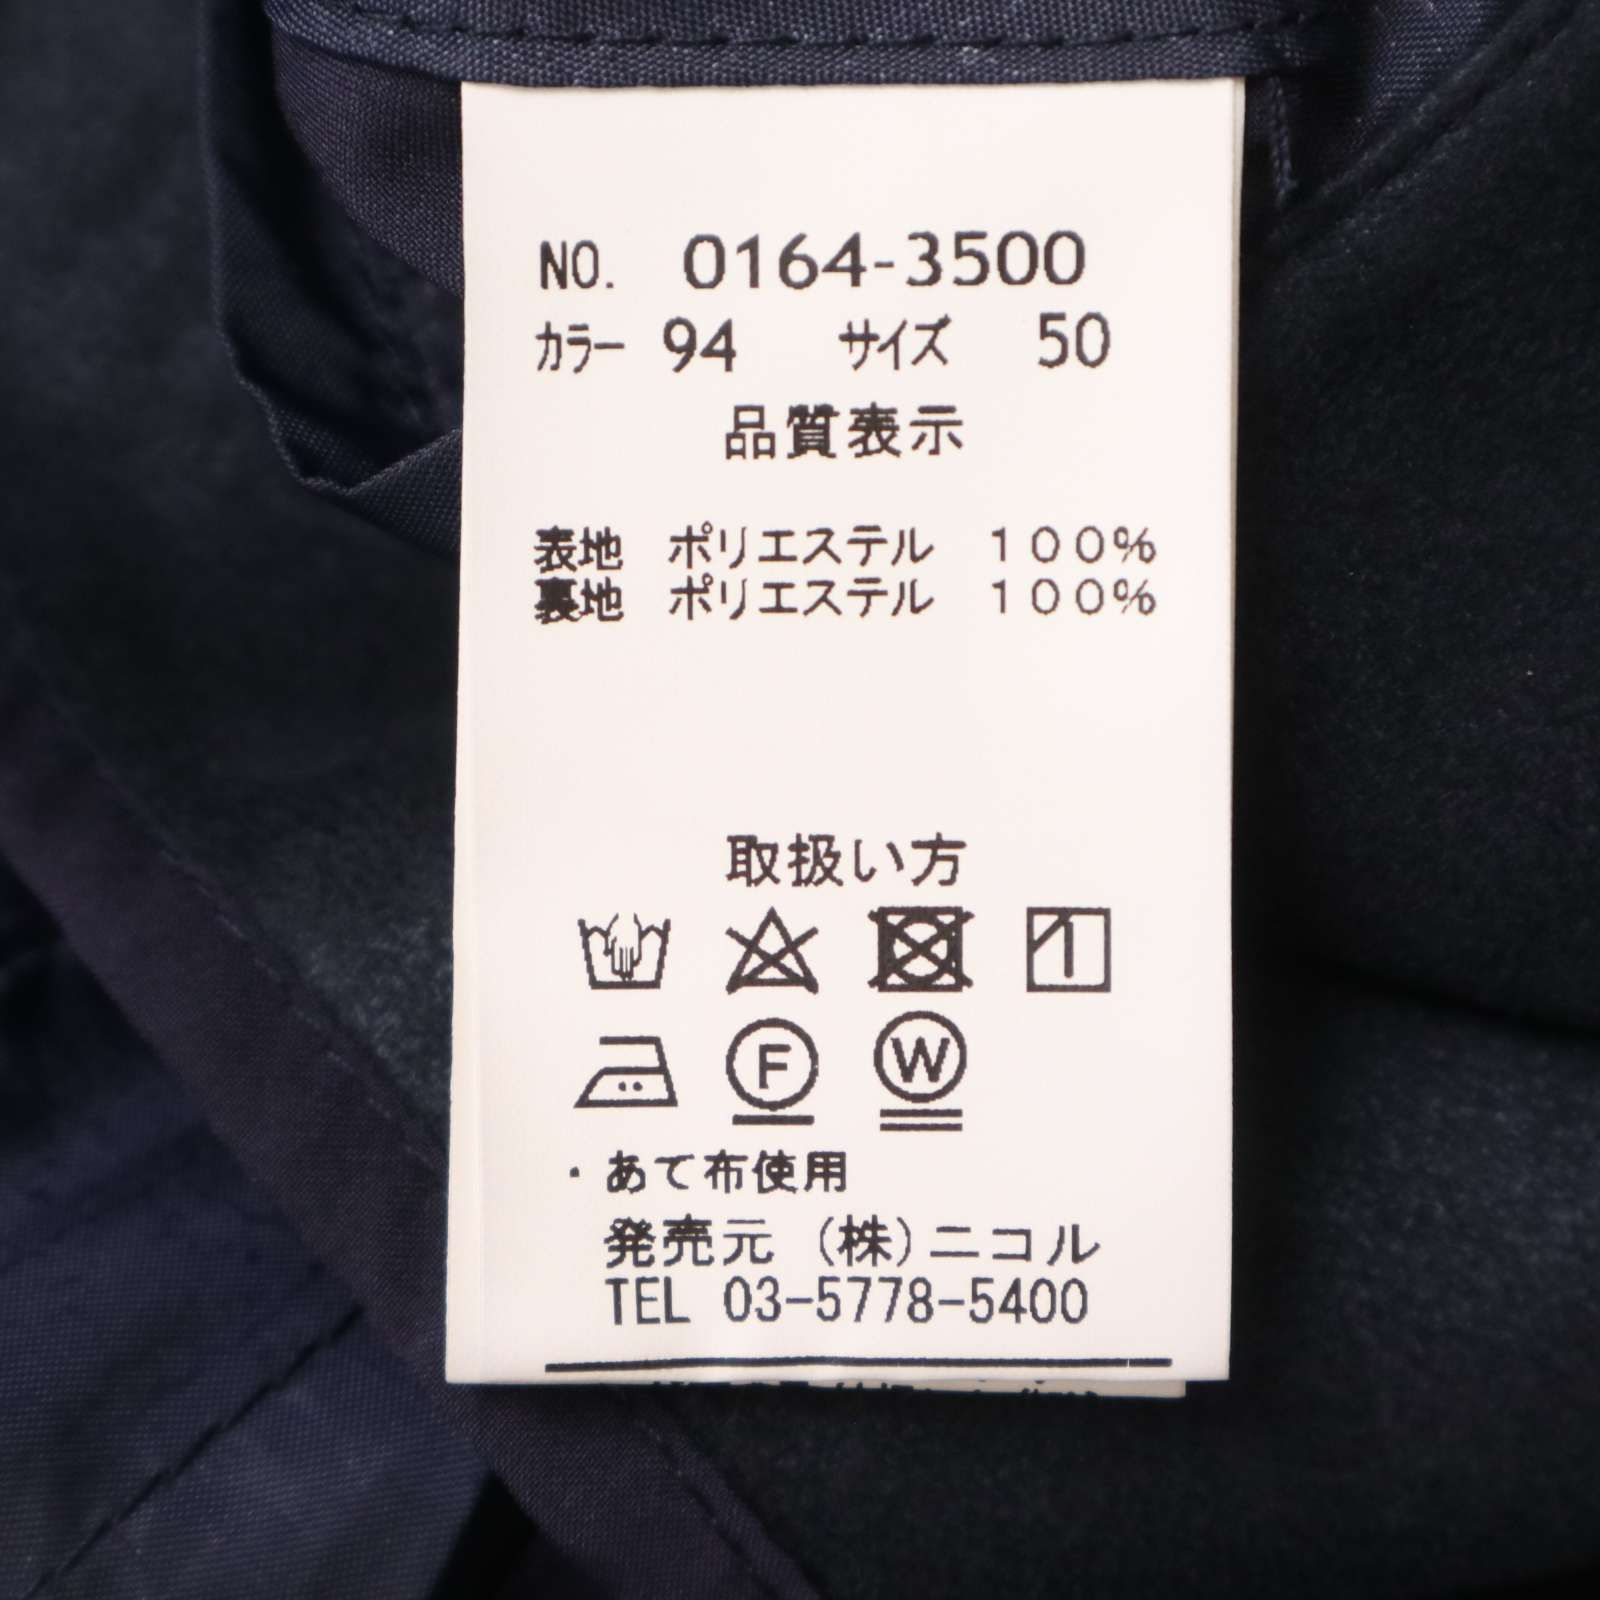 NO. 0164-3500
カラー 94 サイズ 50
品質表示
表地 ポリエステル 100%
裏地 ポリエステル 100%
取扱い方
F W
・あて布使用
発売元 (株)ニコル
TEL 03-5778-5400